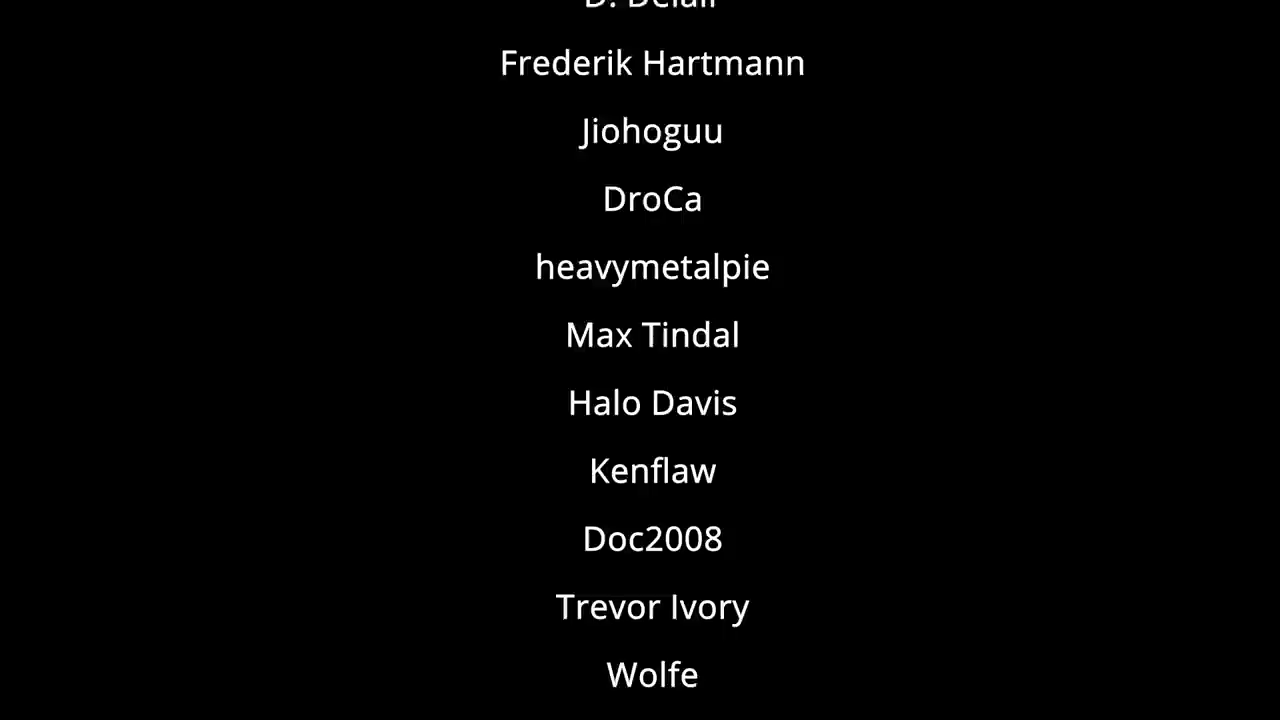 Frederik Hartmann
Jiohoguu
DroCa
heavymetalpie
Max Tindal
Halo Davis
Kenflaw
Doc2008
Trevor Ivory
Wolfe